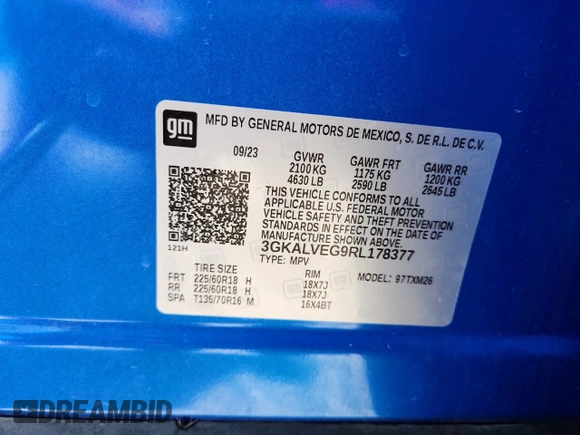 gm
MFD BY GENERAL MOTORS DE MEXICO, S. DE R.L. DE C.V.
09/23 GVWR GAWR FRT GAWR RR
2100 KG 1175 KG 1200 KG
4630 LB 2590 LB 2645 LB
THIS VEHICLE CONFORMS TO ALL
APPLICABLE U.S. FEDERAL MOTOR
VEHICLE SAFETY AND THEFT PREVENTION
STANDARDS IN EFFECT ON THE DATE OF
MANUFACTURE SHOWN ABOVE.
121H 3GKALVEG9RL178377
TYPE: MPV MODEL: 97TXM26
TIRE SIZE RIM
FRT 225/60R18 H 18X7J
RR 225/60R18 H 18X7J
SPA T135/70R16 M 16X4BT
DREAMBID